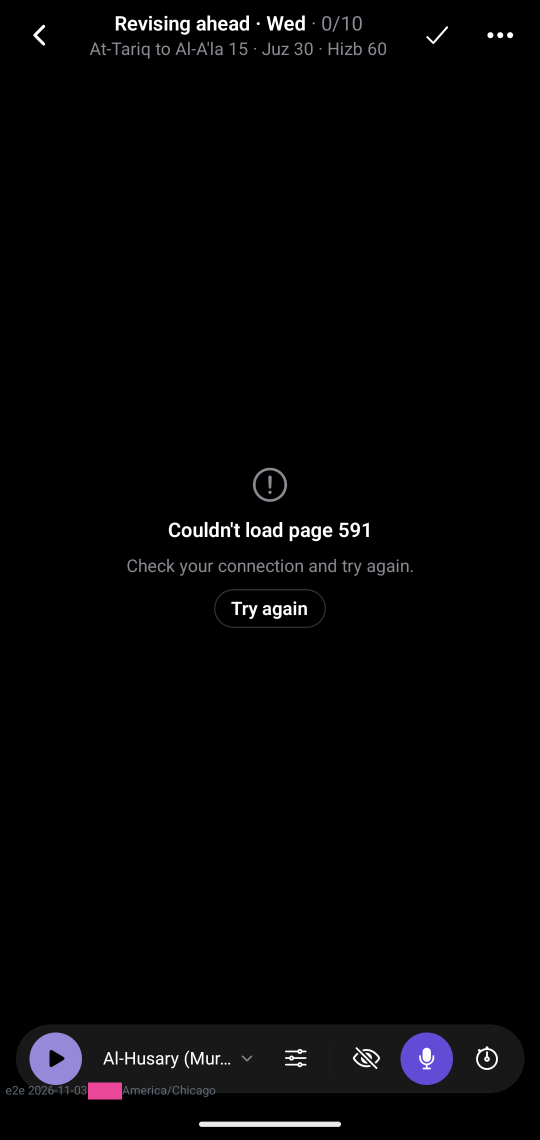 Revising ahead · Wed · 0/10
At-Tariq to Al-A'la 15 · Juz 30 · Hizb 60
Couldn't load page 591
Check your connection and try again.
Try again
Al-Husary (Mur...
e2e 2026-11-03 America/Chicago